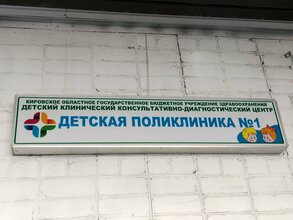 КИРОВСКОЕ ОБЛАСТНОЕ ГОСУДАРСТВЕННОЕ БЮДЖЕТНОЕ УЧРЕЖДЕНИЕ ЗДРАВООХРАНЕНИЯ
ДЕТСКИЙ КЛИНИЧЕСКИЙ КОНСУЛЬТАТИВНО-ДИАГНОСТИЧЕСКИЙ ЦЕНТР
ДЕТСКАЯ ПОЛИКЛИНИКА №1